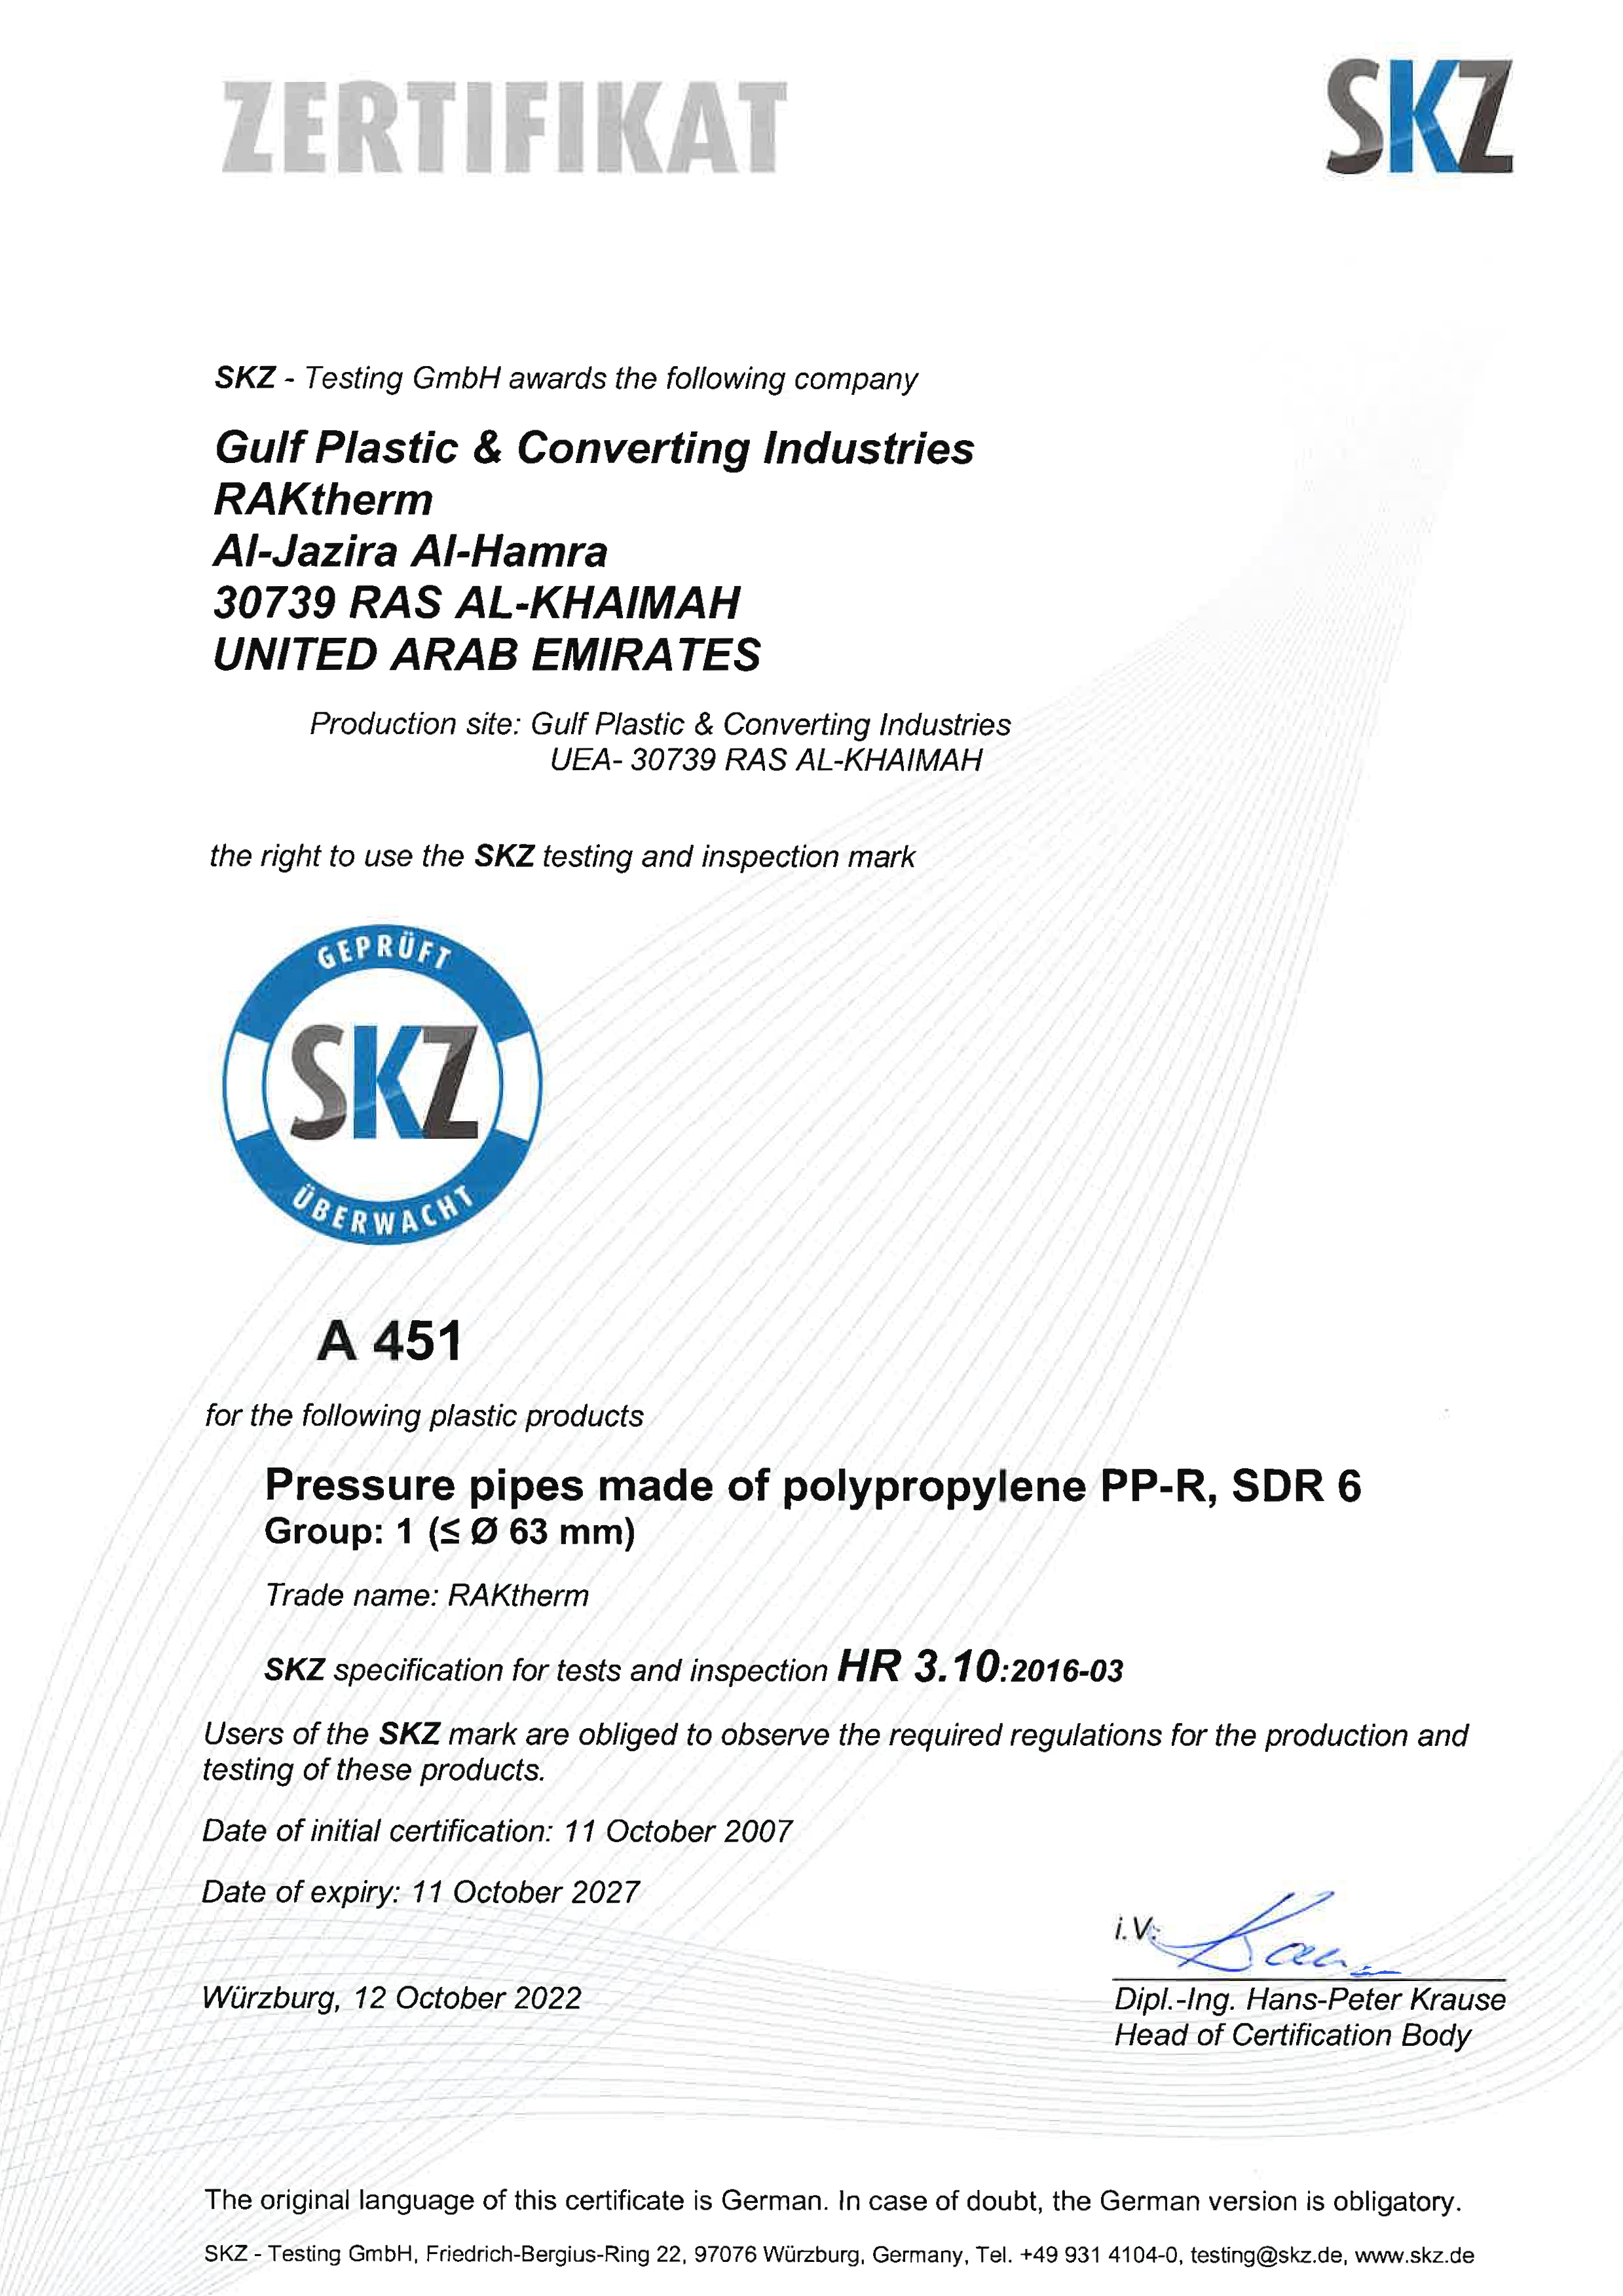 ZERTIFIKAT
SKZ
SKZ - Testing GmbH awards the following company
Gulf Plastic & Converting Industries
RAKtherm
Al-Jazira Al-Hamra
30739 RAS AL-KHAIMAH
UNITED ARAB EMIRATES
Production site: Gulf Plastic & Converting Industries
UEA- 30739 RAS AL-KHAIMAH
the right to use the SKZ testing and inspection mark
GEPRÜFT
SKZ
ÜBERWACHT
A 451
for the following plastic products
Pressure pipes made of polypropylene PP-R, SDR 6
Group: 1 (≤ Ø 63 mm)
Trade name: RAKtherm
SKZ specification for tests and inspection HR 3.10:2016-03
Users of the SKZ mark are obliged to observe the required regulations for the production and
testing of these products.
Date of initial certification: 11 October 2007
Date of expiry: 11 October 2027
i.V.
Würzburg, 12 October 2022
Dipl.-Ing. Hans-Peter Krause
Head of Certification Body
The original language of this certificate is German. In case of doubt, the German version is obligatory.
SKZ - Testing GmbH, Friedrich-Bergius-Ring 22, 97076 Würzburg, Germany, Tel. +49 931 4104-0, testing@skz.de, www.skz.de